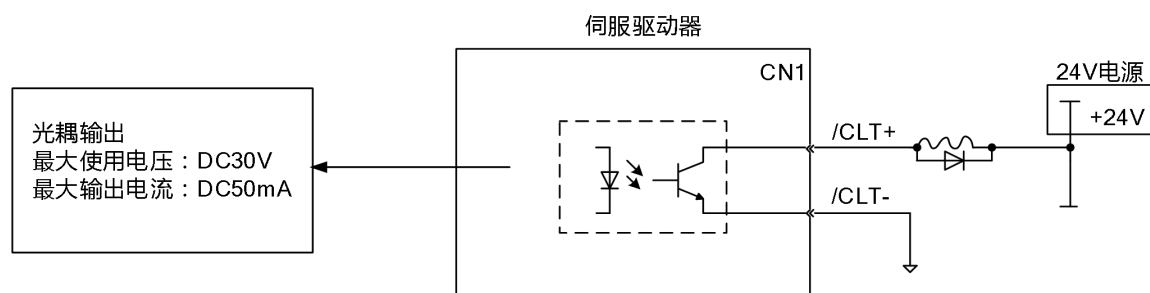 伺服驱动器
CN1
24V电源
+24V
光耦输出
最大使用电压：DC30V
最大输出电流：DC50mA
/CLT+
/CLT-